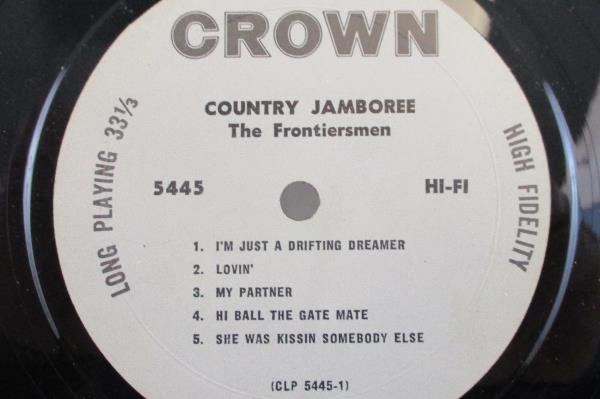 CROWN
COUNTRY JAMBOREE
The Frontiersmen
LONG PLAYING 33⅓
HIGH FIDELITY
5445
HI-FI
1. I'M JUST A DRIFTING DREAMER
2. LOVIN'
3. MY PARTNER
4. HI BALL THE GATE MATE
5. SHE WAS KISSIN SOMEBODY ELSE
(CLP 5445-1)